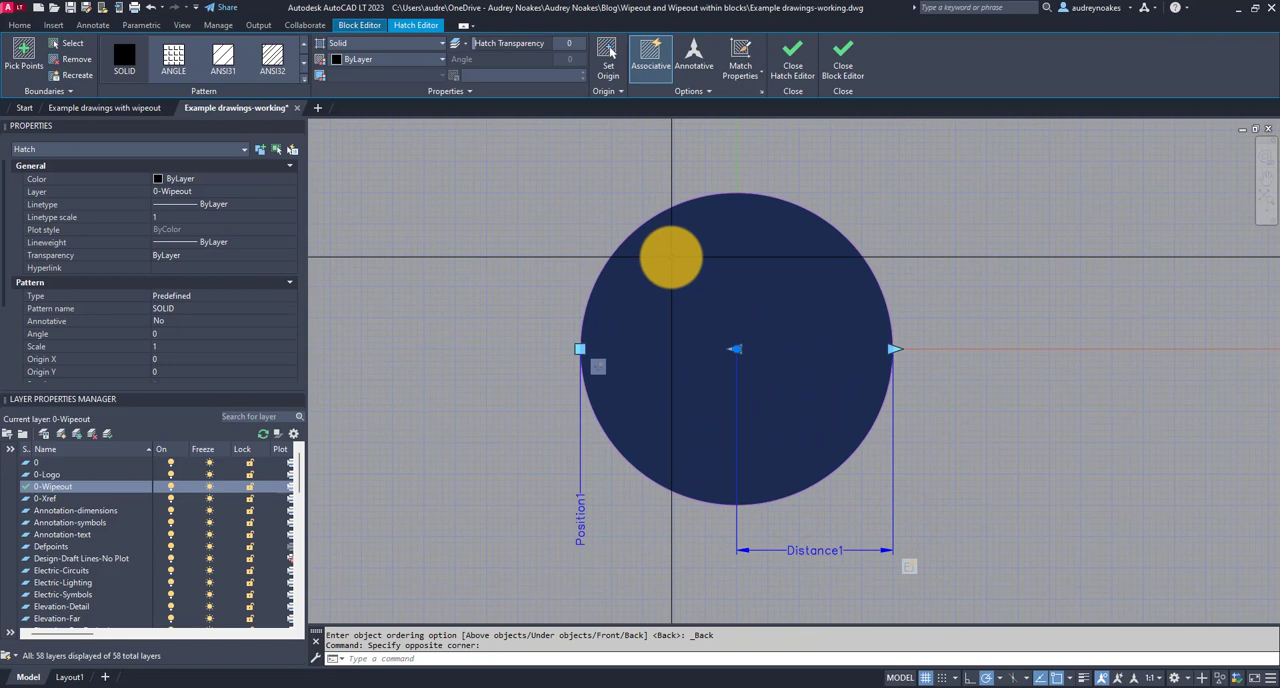 Share
Autodesk AutoCAD LT 2023
C:\users\audre\OneDrive - Audrey Noakes\Audrey Noakes\Blog\Wipeout and Wipeout within blocks\Example drawings-working.dwg
Type a keyword or phrase
audreynoakes
Home Insert Annotate Parametric View Manage Output Collaborate Block Editor Hatch Editor
Pick Points
Select
Remove
Recreate
Boundaries
SOLID ANGLE ANSI31 ANSI32
Pattern
Solid
ByLayer
Hatch Transparency 0
Angle 0
Properties
Set
Origin
Origin
Associative
Annotative
Match
Properties
Options
Close
Hatch Editor
Close
Close
Block Editor
Close
Start Example drawings with wipeout Example drawings-working*
PROPERTIES
Hatch
General
Color ByLayer
Layer 0-Wipeout
Linetype ByLayer
Linetype scale 1
Plot style ByColor
Lineweight ByLayer
Transparency ByLayer
Hyperlink
Pattern
Type Predefined
Pattern name SOLID
Annotative No
Angle 0
Scale 1
Origin X 0
Origin Y 0
LAYER PROPERTIES MANAGER
Current layer: 0-Wipeout
Search for layer
S.. Name On Freeze Lock Plot
0
0-Logo
0-Wipeout
0-Xref
Annotation-dimensions
Annotation-symbols
Annotation-text
Defpoints
Design-Draft Lines-No Plot
Electric-Circuits
Electric-Lighting
Electric-Symbols
Elevation-Detail
Elevation-Far
All: 58 layers displayed of 58 total layers
Position1
Distance1
Enter object ordering option [Above objects/Under objects/Front/Back] <Back>: _Back
Command: Specify opposite corner:
Type a command
Model Layout1
MODEL
1:1